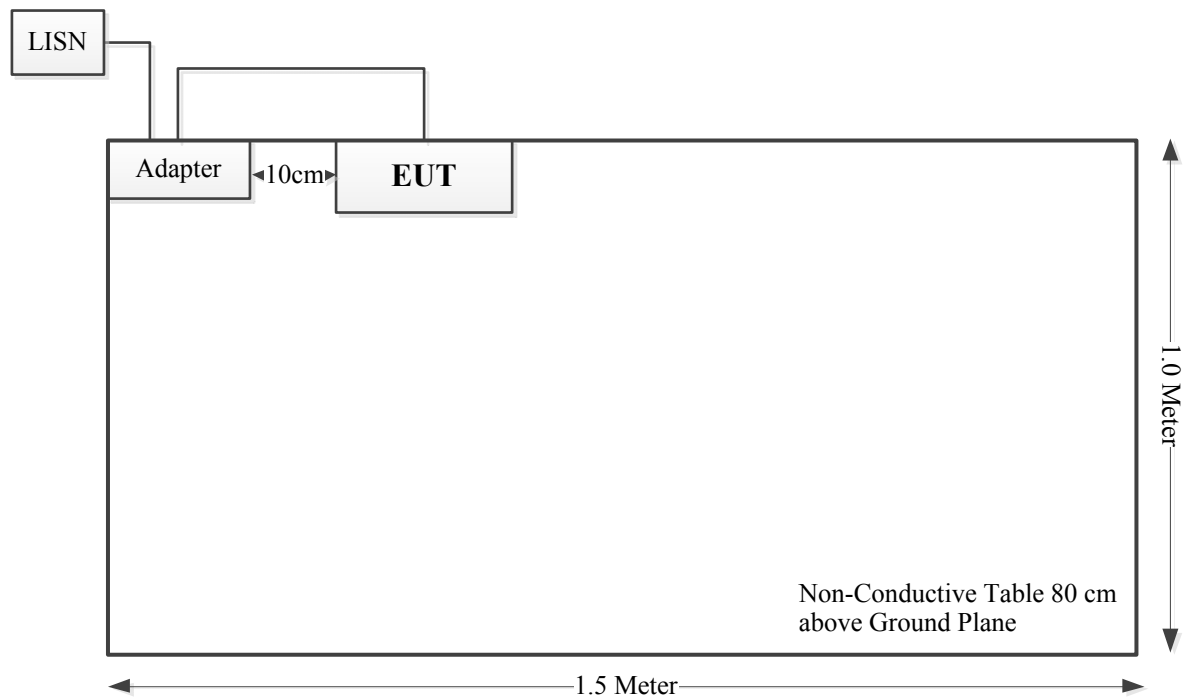 LISN
Adapter
10cm
EUT
1.0 Meter
Non-Conductive Table 80 cm
above Ground Plane
1.5 Meter